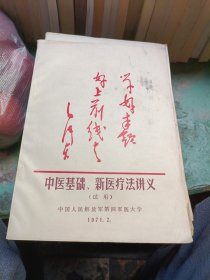 学好本领
好上前线去
毛泽东
中医基础、新医疗法讲义
（试用）
中国人民解放军第四军医大学
1971.2.